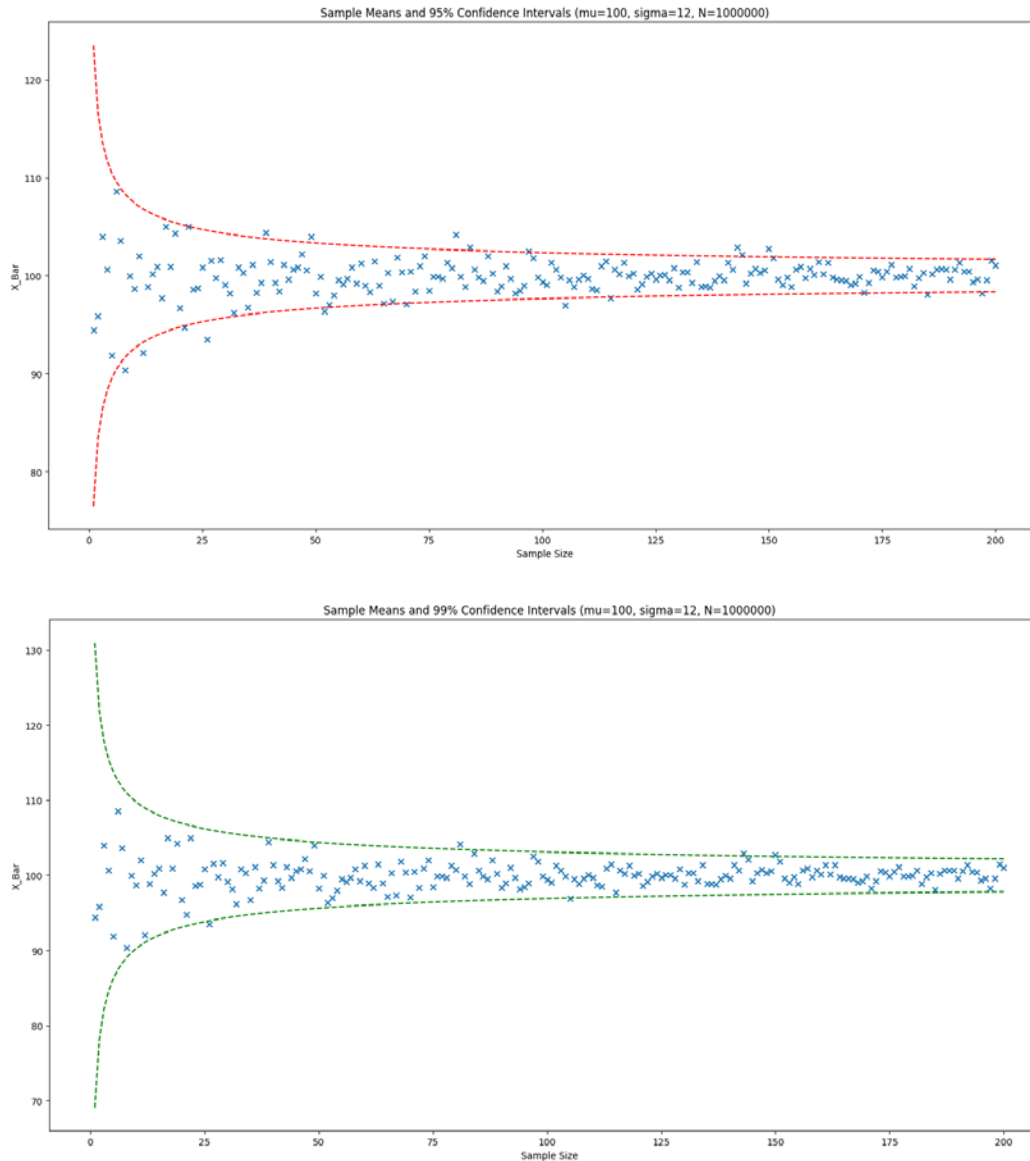 Sample Means and 95% Confidence Intervals (mu=100, sigma=12, N=1000000)
120
110
100
90
80
X_Bar
0 25 50 75 100 125 150 175 200
Sample Size
Sample Means and 99% Confidence Intervals (mu=100, sigma=12, N=1000000)
130
120
110
100
90
80
70
X_Bar
0 25 50 75 100 125 150 175 200
Sample Size